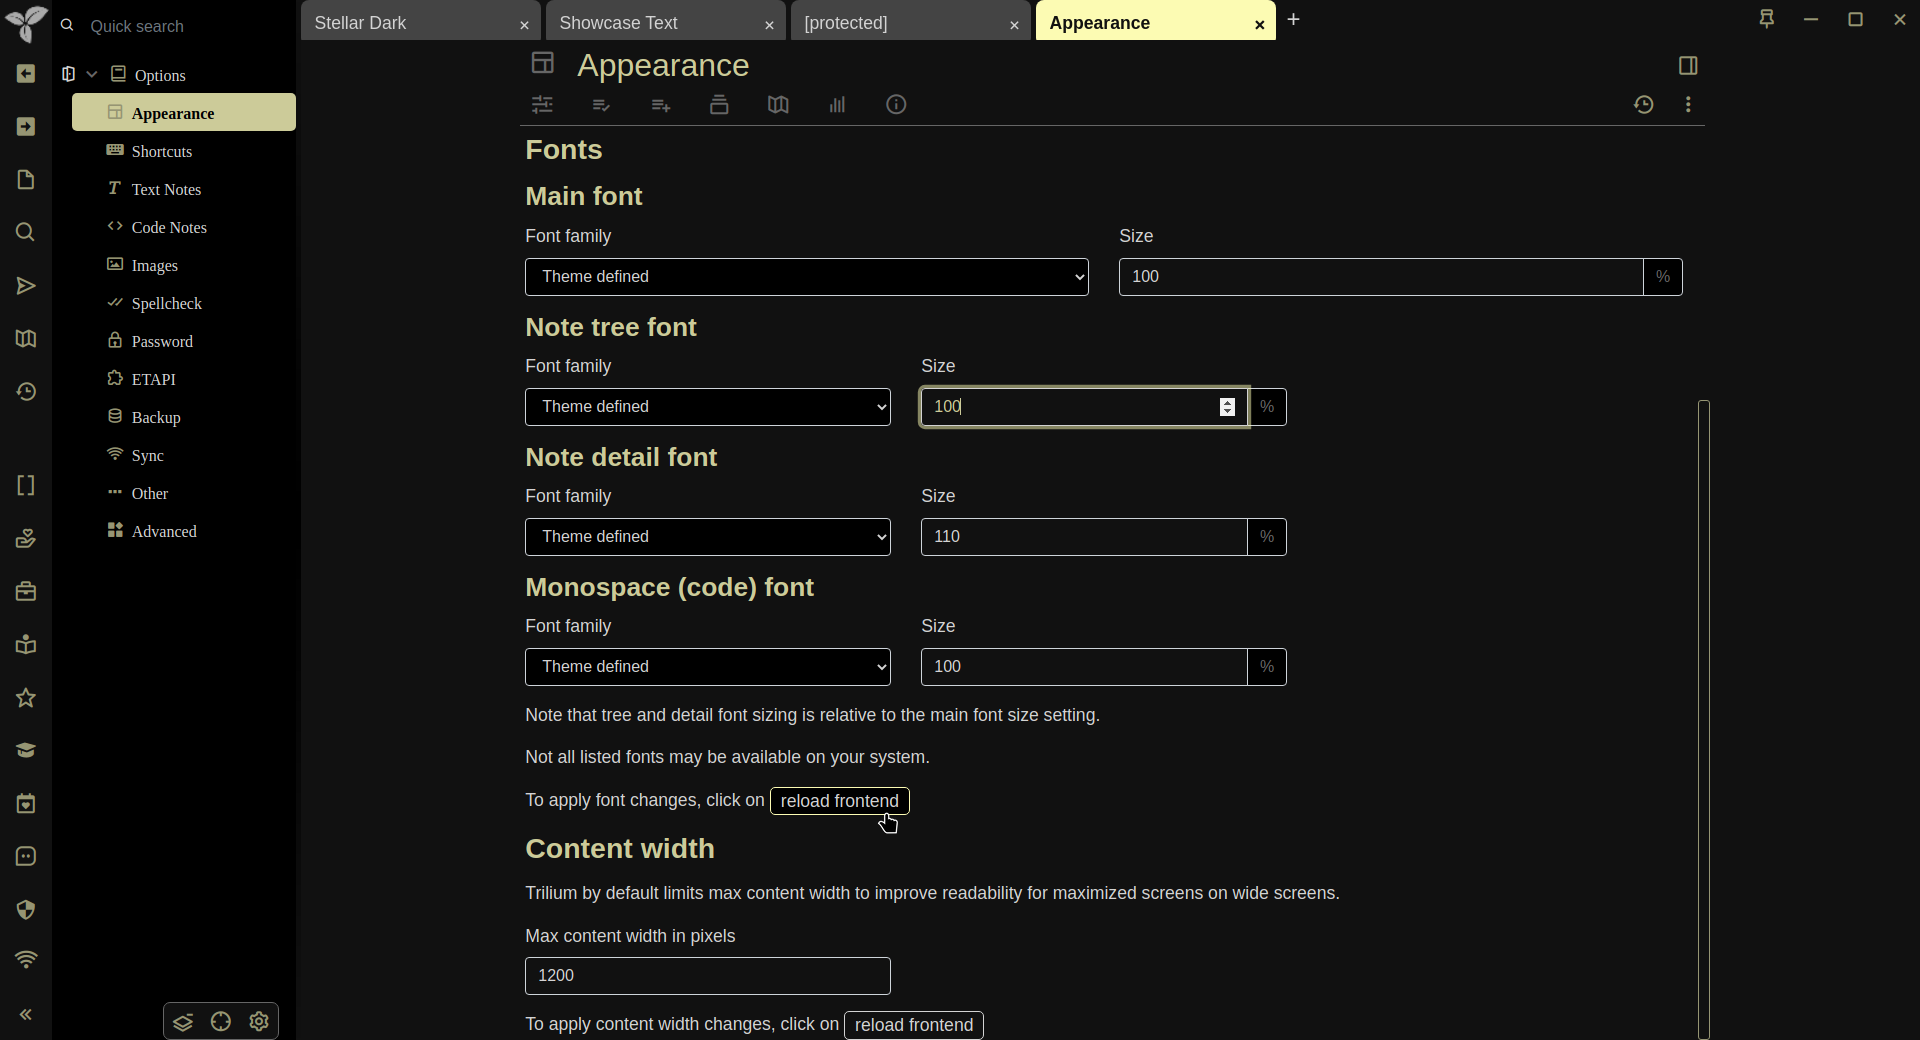 Quick search
Stellar Dark
Showcase Text
[protected]
Appearance
Options
Appearance
Shortcuts
Text Notes
Code Notes
Images
Spellcheck
Password
ETAPI
Backup
Sync
Other
Advanced
Appearance
Fonts
Main font
Font family Size
Theme defined 100 %
Note tree font
Font family Size
Theme defined 100 %
Note detail font
Font family Size
Theme defined 110 %
Monospace (code) font
Font family Size
Theme defined 100 %
Note that tree and detail font sizing is relative to the main font size setting.
Not all listed fonts may be available on your system.
To apply font changes, click on reload frontend
Content width
Trilium by default limits max content width to improve readability for maximized screens on wide screens.
Max content width in pixels
1200
To apply content width changes, click on reload frontend